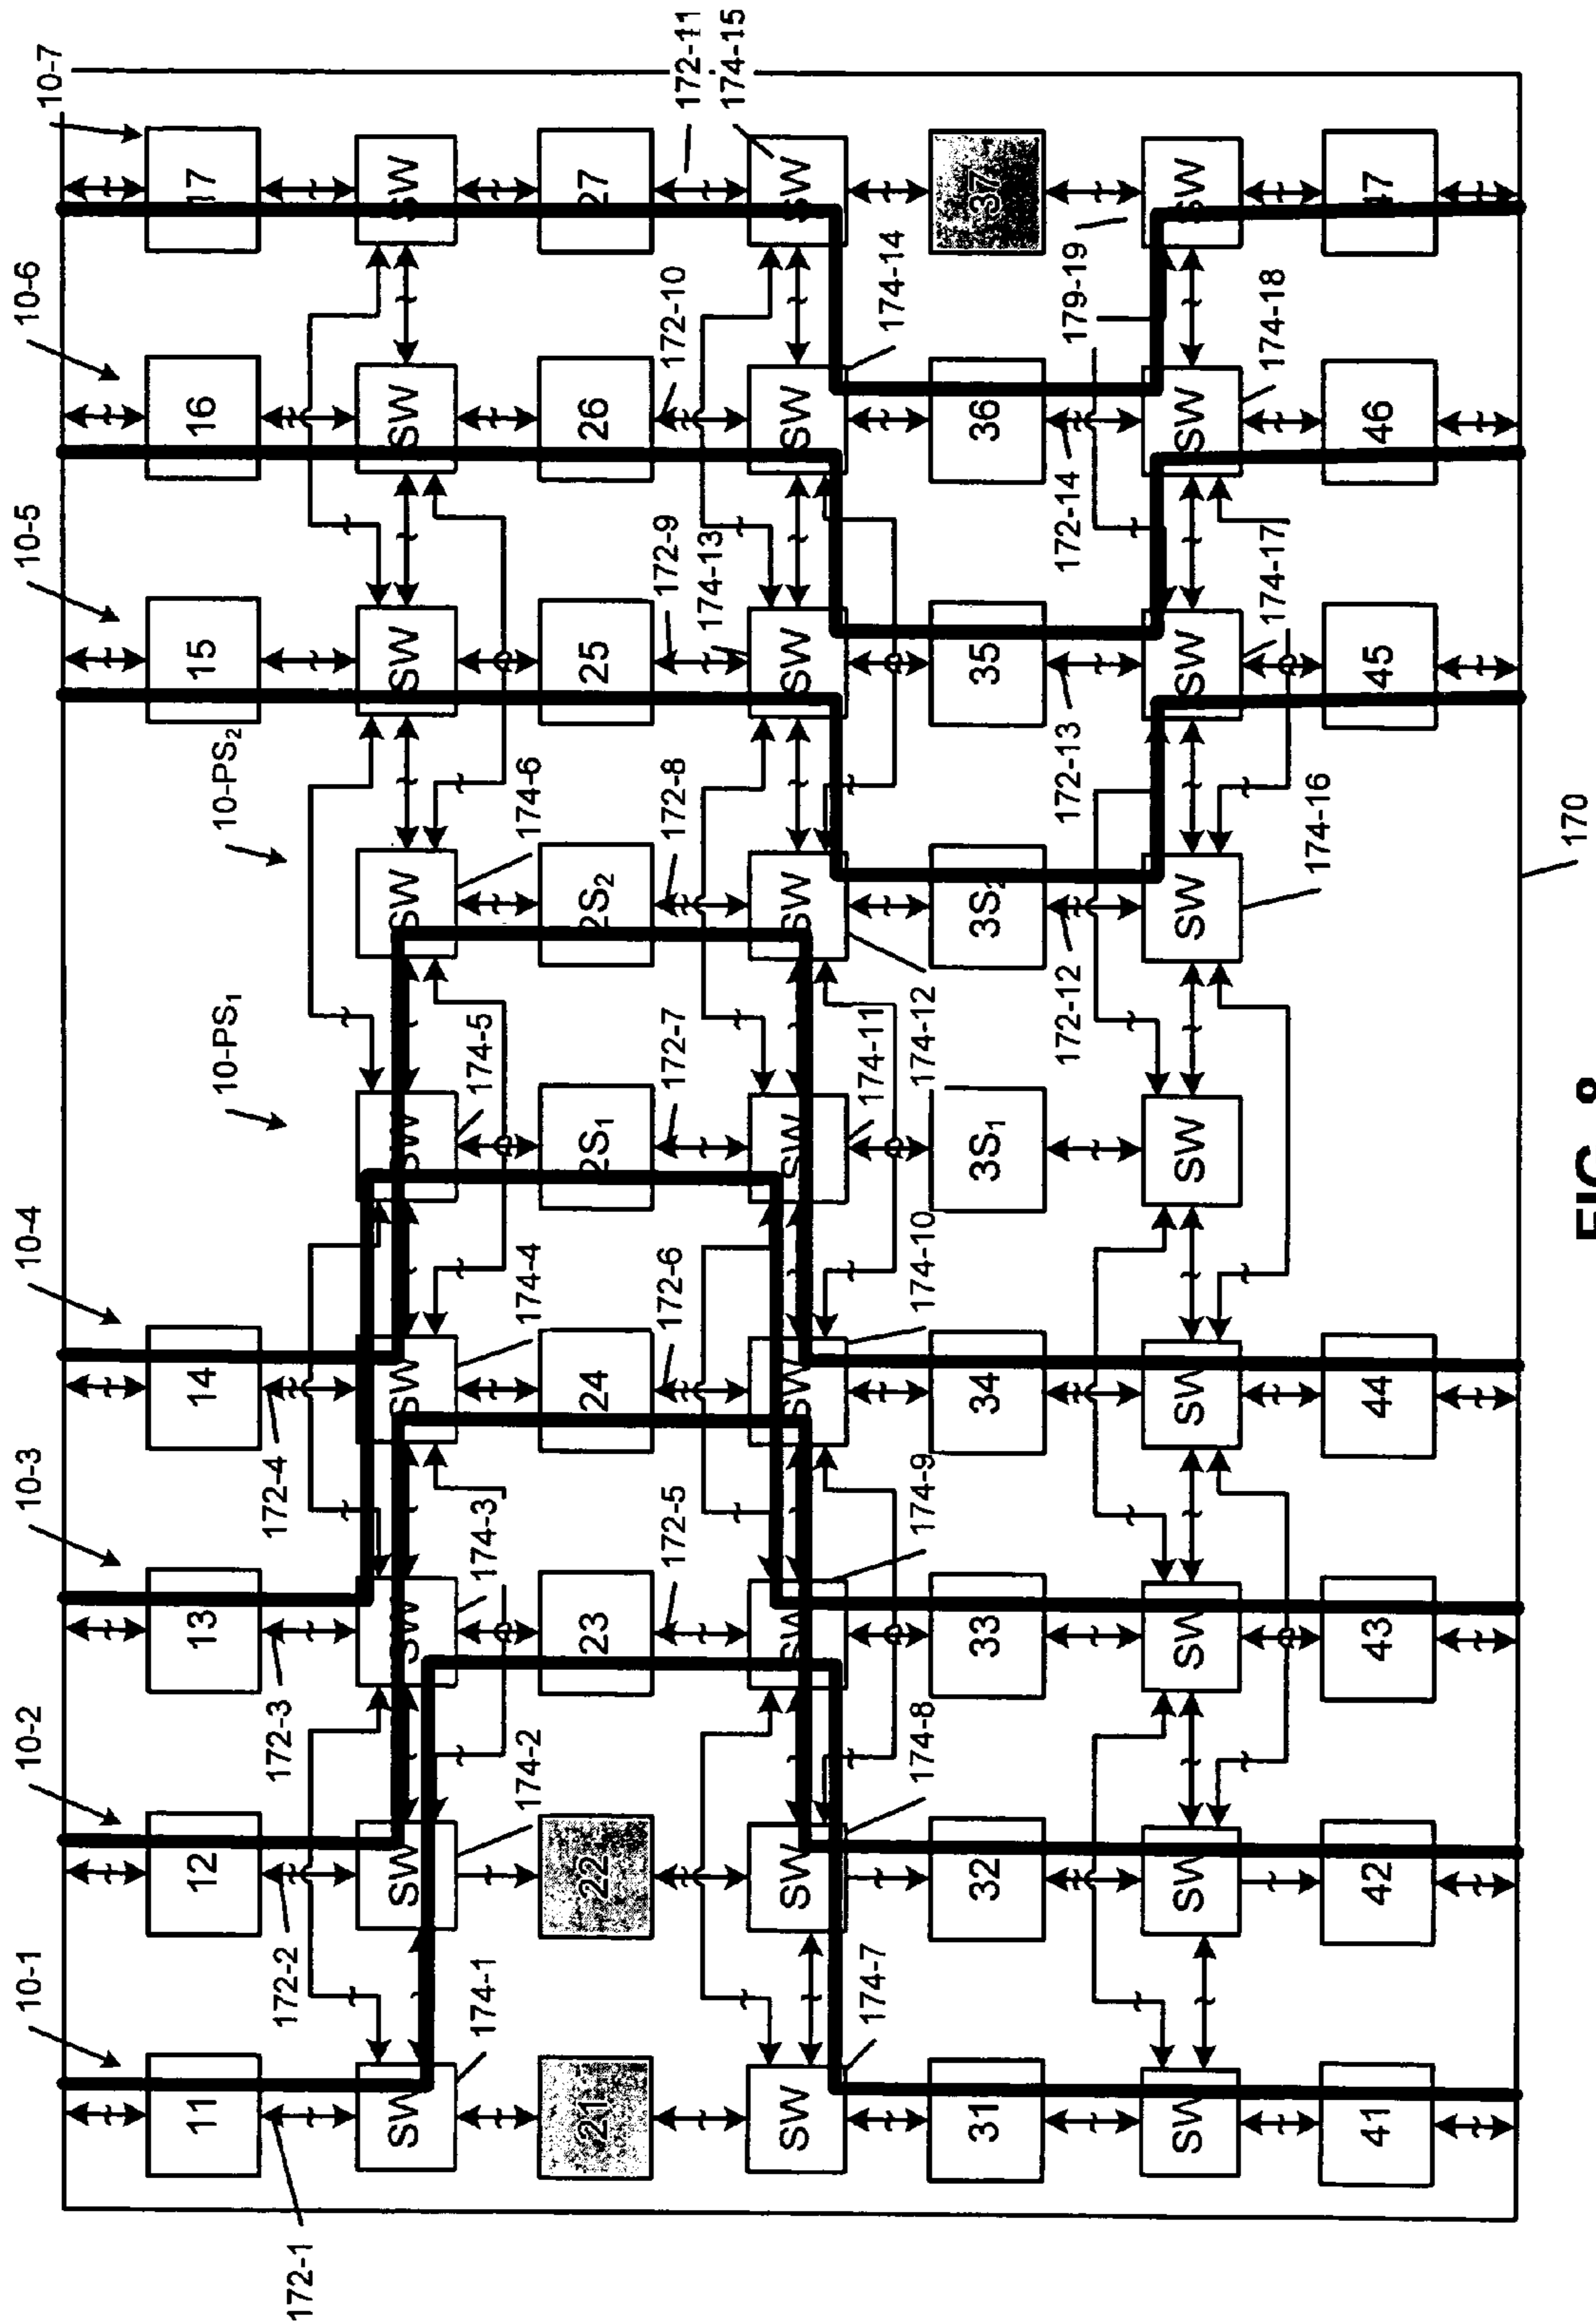 10-1 10-2 10-3 10-4 10-5 10-6 10-7
11 12 13 14 15 16 17
10-PS₁ 10-PS₂
172-1 172-2 172-3 172-4
SW SW SW SW SW SW SW SW SW
174-1 174-2 174-3 174-4 174-5 174-6
21 22 23 24 2S₁ 2S₂ 25 26 27
172-5 172-6 172-7 172-8 172-9 172-10 172-11
174-13 174-15
SW SW SW SW SW SW SW SW SW
174-7 174-8 174-9 174-10 174-11 174-12 174-14
31 32 33 34 3S₁ 3S₂ 35 36 37
172-12 172-13 172-14 179-19
SW SW SW SW SW SW SW SW SW
174-16 174-17 174-18
41 42 43 44 45 46 47
170
FIG. 8